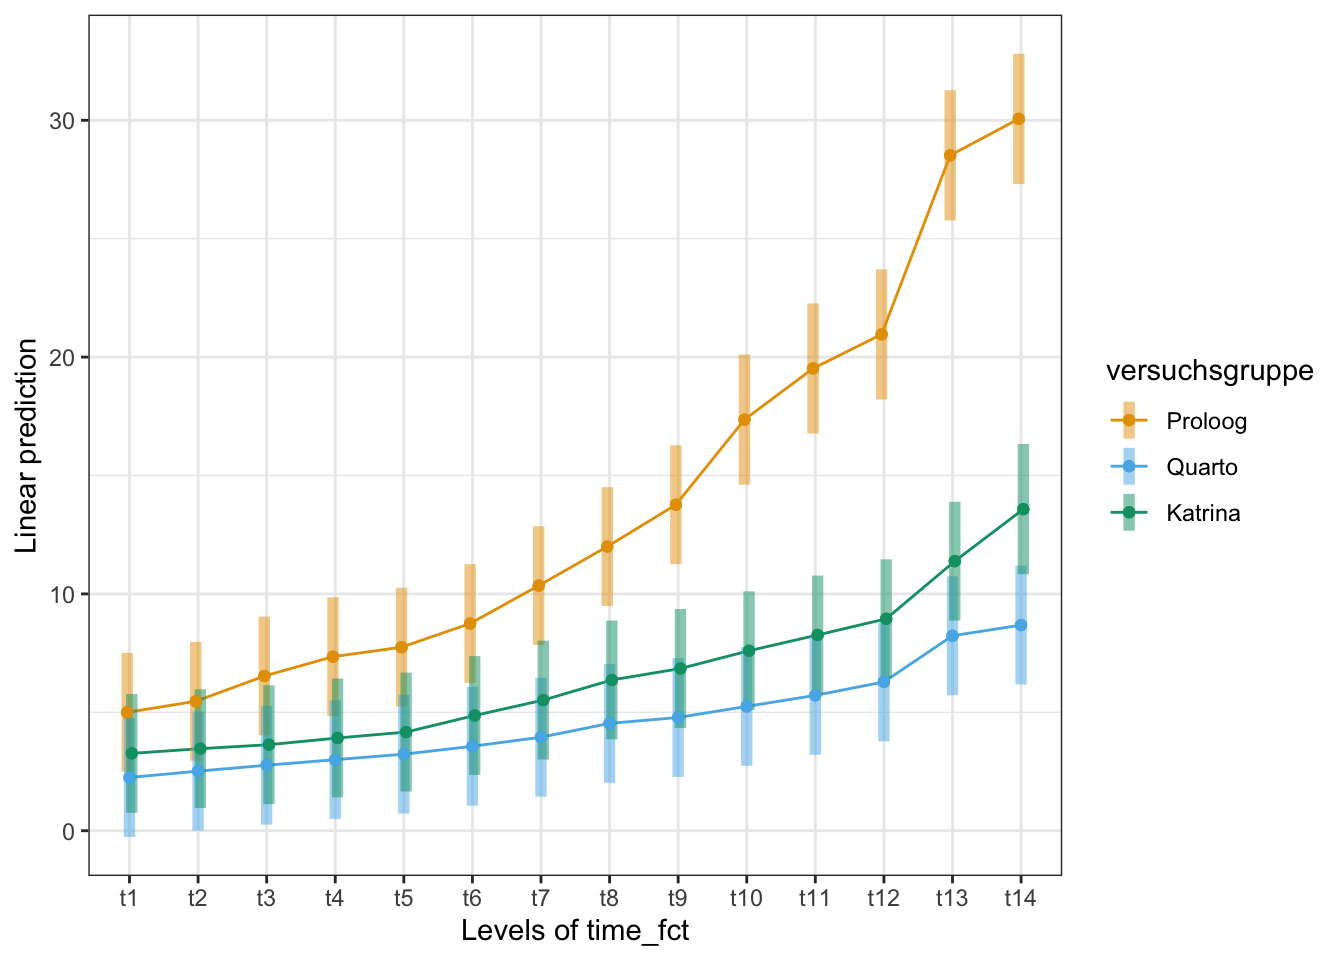 30
20
10
0
Linear prediction
t1 t2 t3 t4 t5 t6 t7 t8 t9 t10 t11 t12 t13 t14
Levels of time_fct
versuchsgruppe
Proloog
Quarto
Katrina